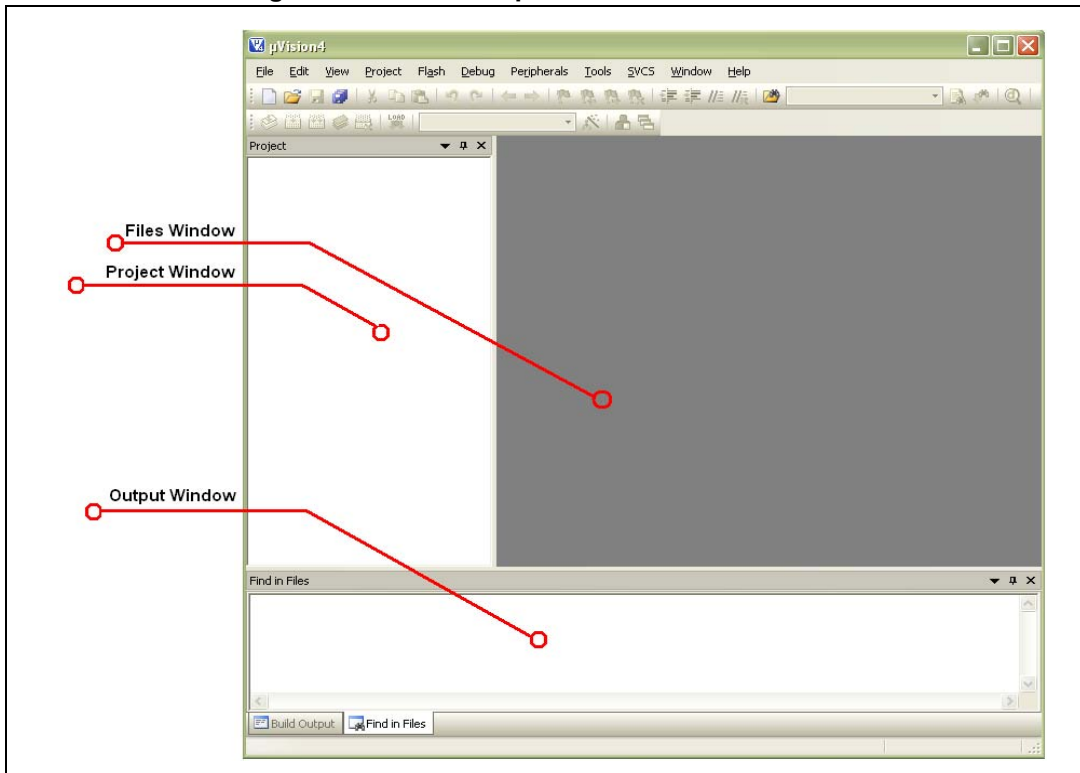 µVision4
File Edit View Project Flash Debug Peripherals Tools SVCS Window Help
LOAD
Project
Files Window
Project Window
Output Window
Find in Files
Build Output Find in Files